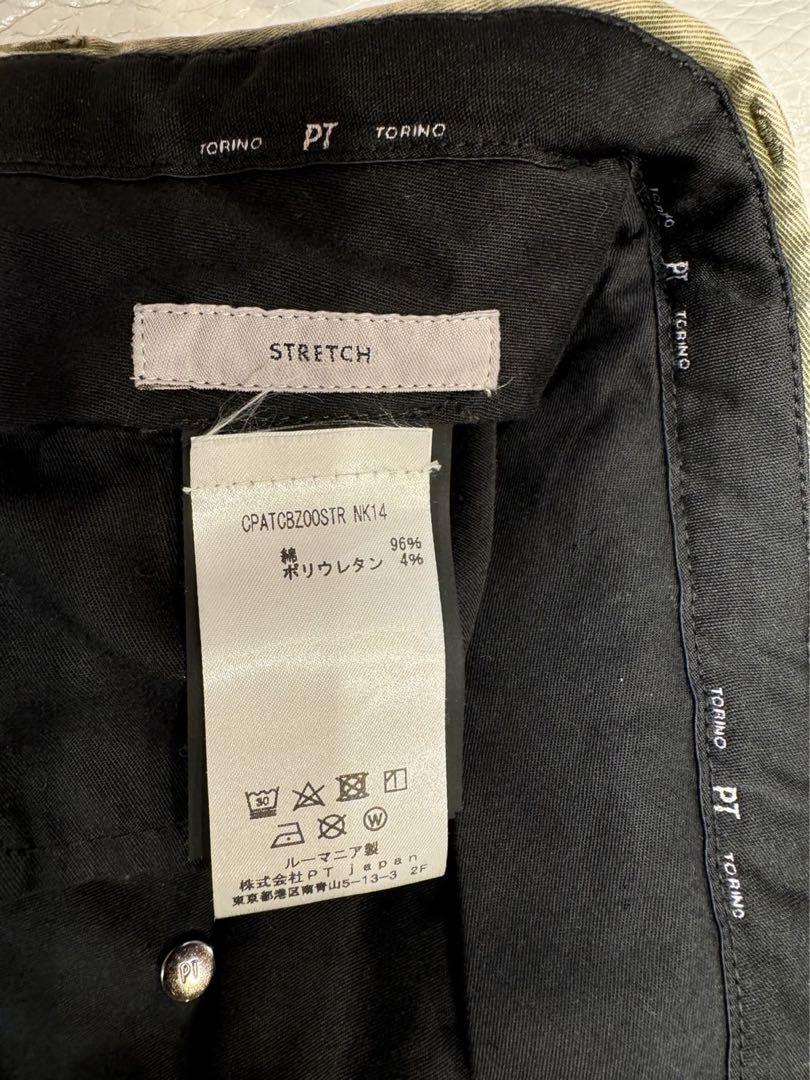 TORINO PT TORINO
TORINO PT TORINO
STRETCH
CPATCBZ00STR NK14
綿 96%
ポリウレタン 4%
30
W
ルーマニア製
株式会社PT japan
東京都港区南青山5-13-3 2F
TORINO PT TORINO
PT